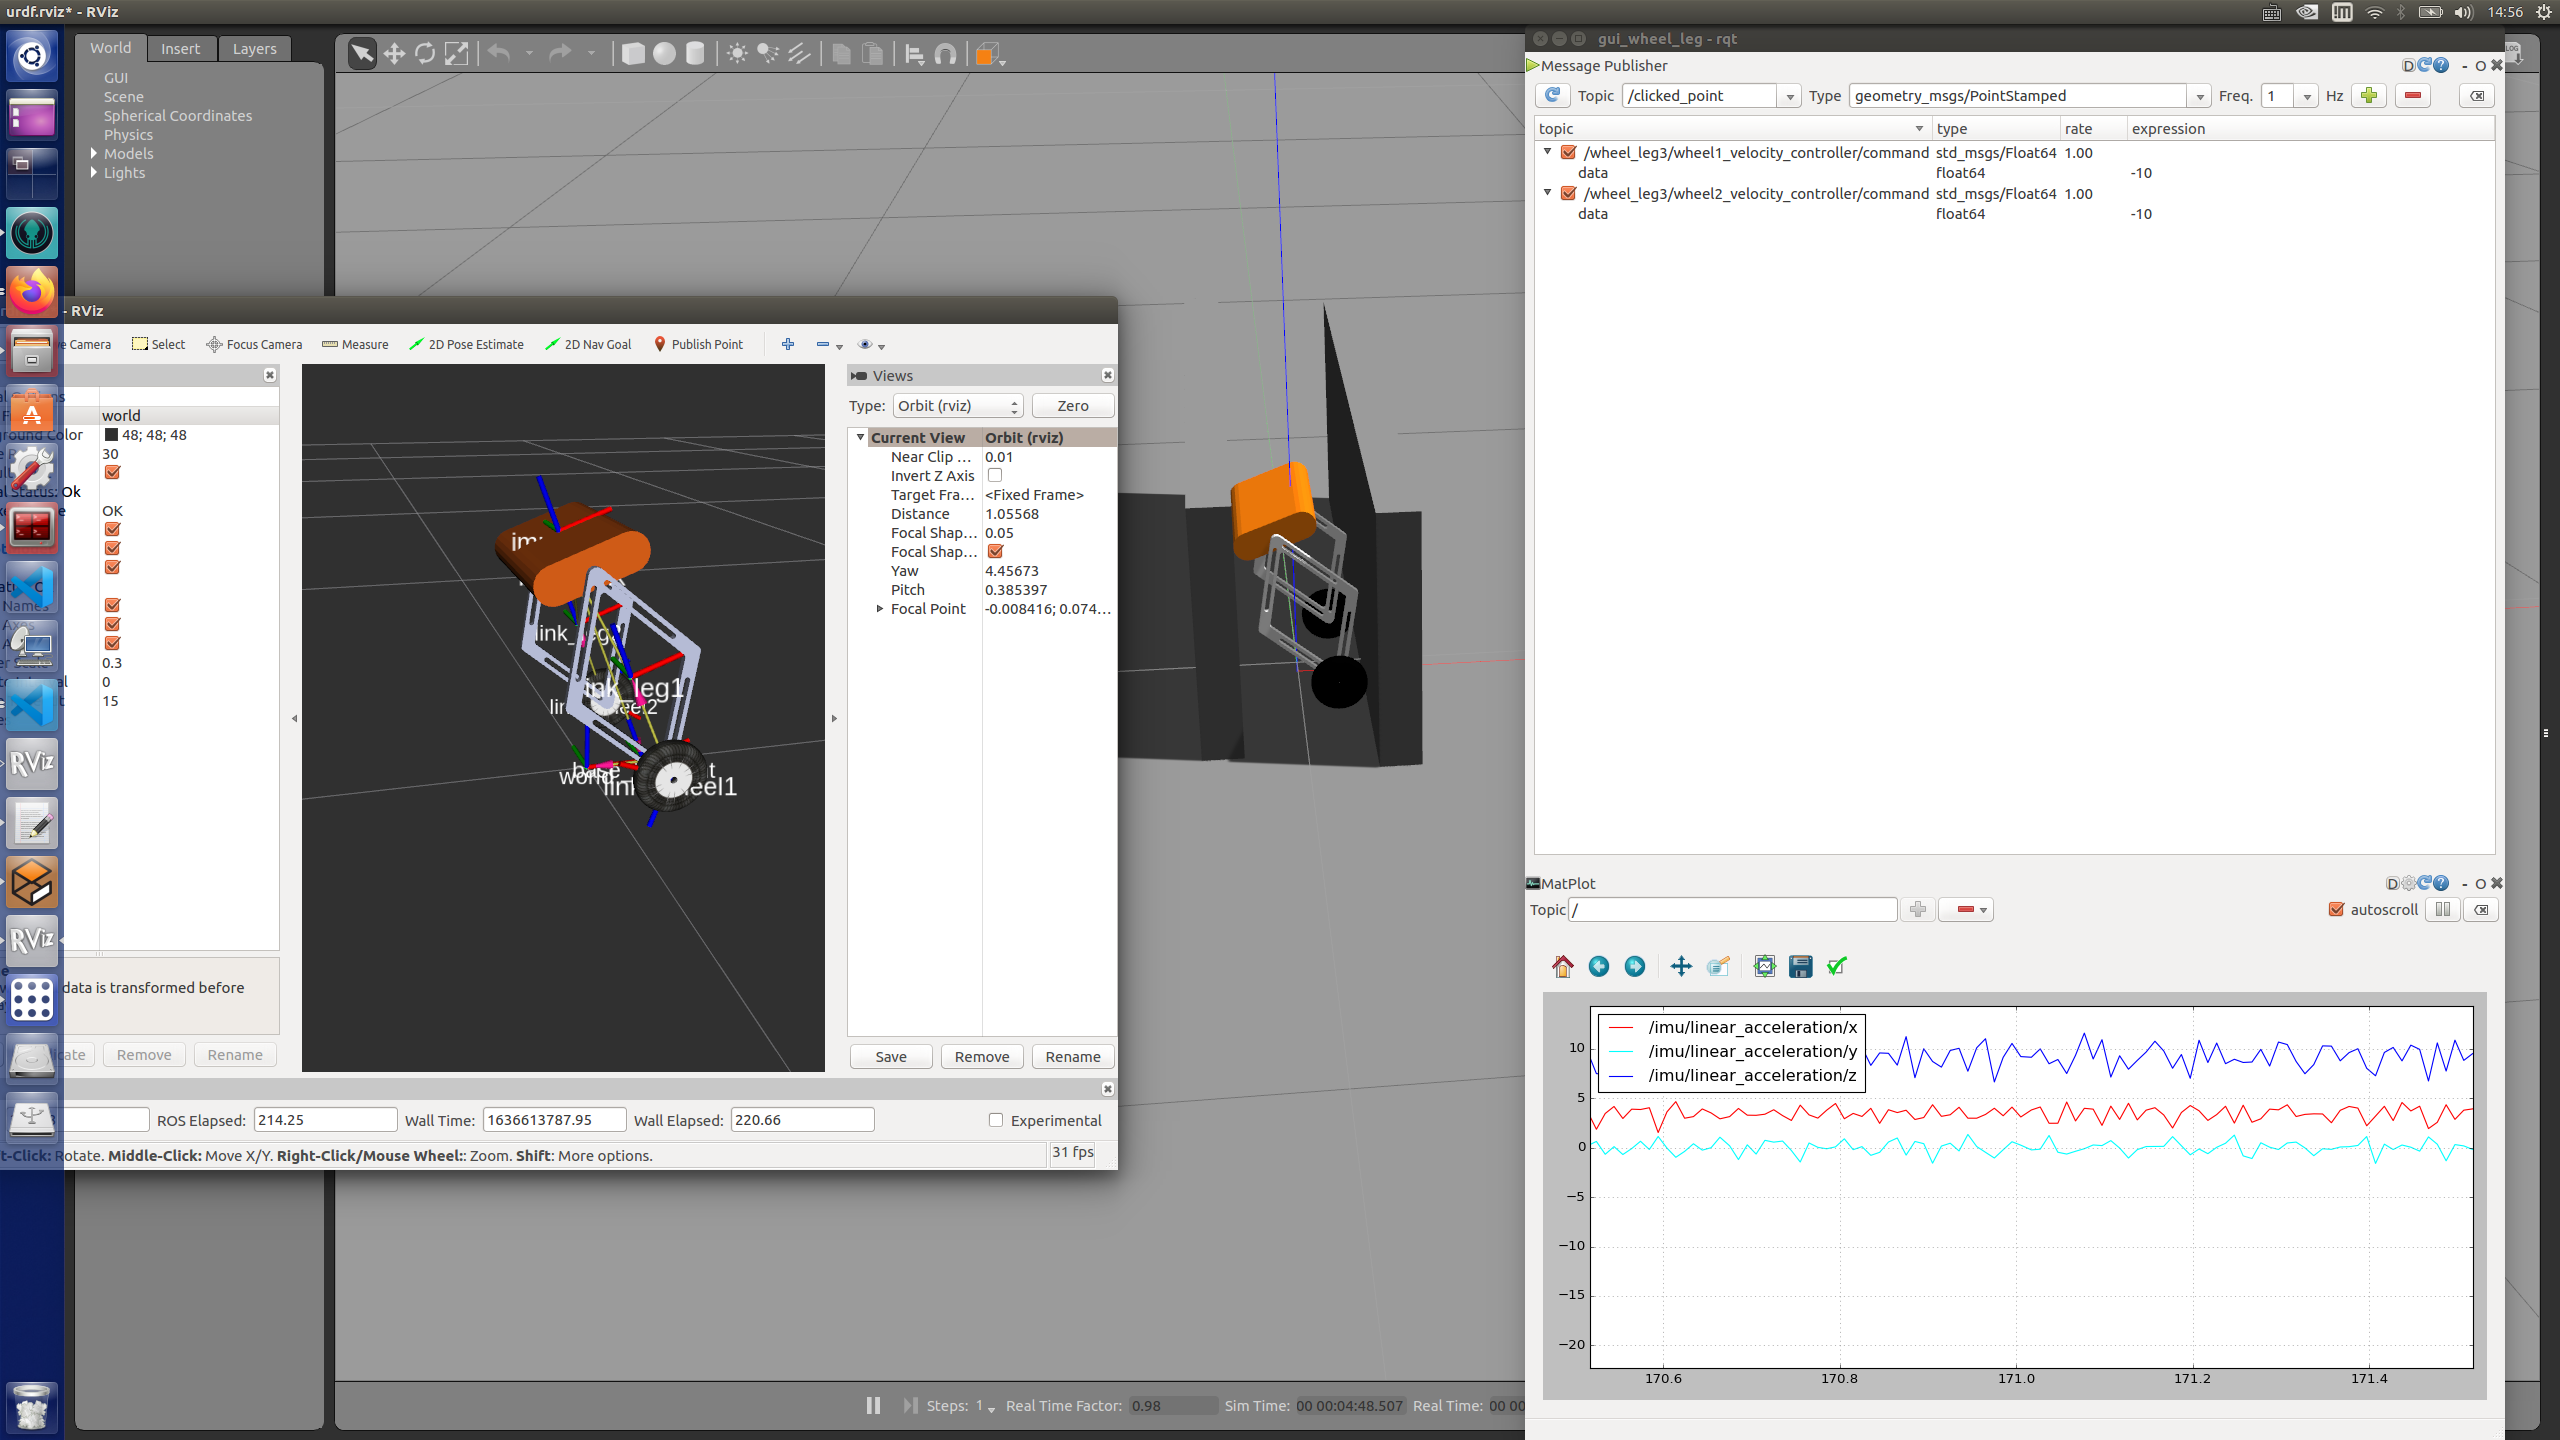 urdf.rviz* - RViz
14:56
World
Insert
Layers
GUI
Scene
Spherical Coordinates
Physics
Models
Lights
- RViz
Camera
Select
Focus Camera
Measure
2D Pose Estimate
2D Nav Goal
Publish Point
world
Color
48; 48; 48
30
Status: Ok
OK
Names
Axes
0.3
0
15
data is transformed before
Remove
Rename
link_leg1
world
Views
Type:
Orbit (rviz)
Zero
Current View
Orbit (rviz)
Near Clip ...
0.01
Invert Z Axis
Target Fra...
<Fixed Frame>
Distance
1.05568
Focal Shap...
0.05
Focal Shap...
Yaw
4.45673
Pitch
0.385397
Focal Point
-0.008416; 0.074...
Save
Remove
Rename
ROS Elapsed:
214.25
Wall Time:
1636613787.95
Wall Elapsed:
220.66
Experimental
t-Click: Rotate. Middle-Click: Move X/Y. Right-Click/Mouse Wheel:: Zoom. Shift: More options.
31 fps
RViz
RViz
Steps: 1
Real Time Factor: 0.98
Sim Time: 00 00:04:48.507
Real Time: 00 00
gui_wheel_leg - rqt
Message Publisher
Topic
/clicked_point
Type
geometry_msgs/PointStamped
Freq.
1
Hz
topic
type
rate
expression
/wheel_leg3/wheel1_velocity_controller/command std_msgs/Float64 1.00
data float64 -10
/wheel_leg3/wheel2_velocity_controller/command std_msgs/Float64 1.00
data float64 -10
MatPlot
Topic
/
autoscroll
/imu/linear_acceleration/x
/imu/linear_acceleration/y
/imu/linear_acceleration/z
10
5
0
−5
−10
−15
−20
170.6
170.8
171.0
171.2
171.4